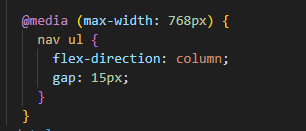 @media (max-width: 768px) {
  nav ul {
    flex-direction: column;
    gap: 15px;
  }
}